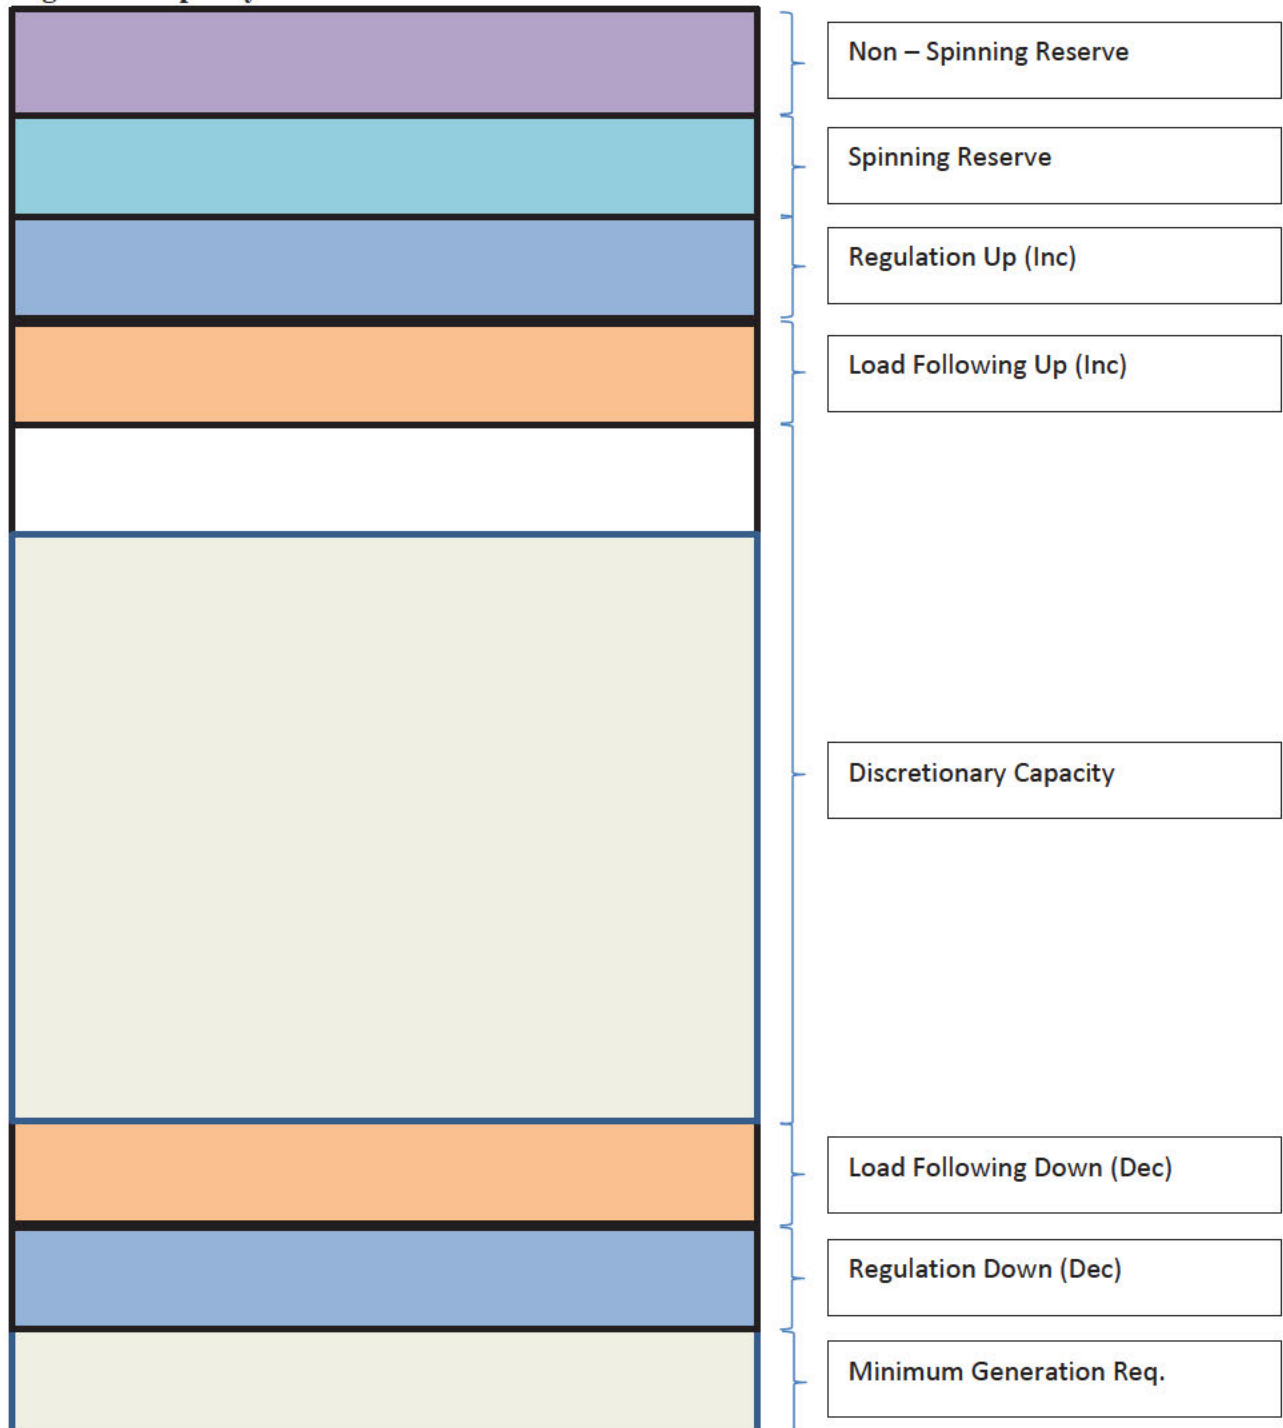 Non – Spinning Reserve
Spinning Reserve
Regulation Up (Inc)
Load Following Up (Inc)
Discretionary Capacity
Load Following Down (Dec)
Regulation Down (Dec)
Minimum Generation Req.